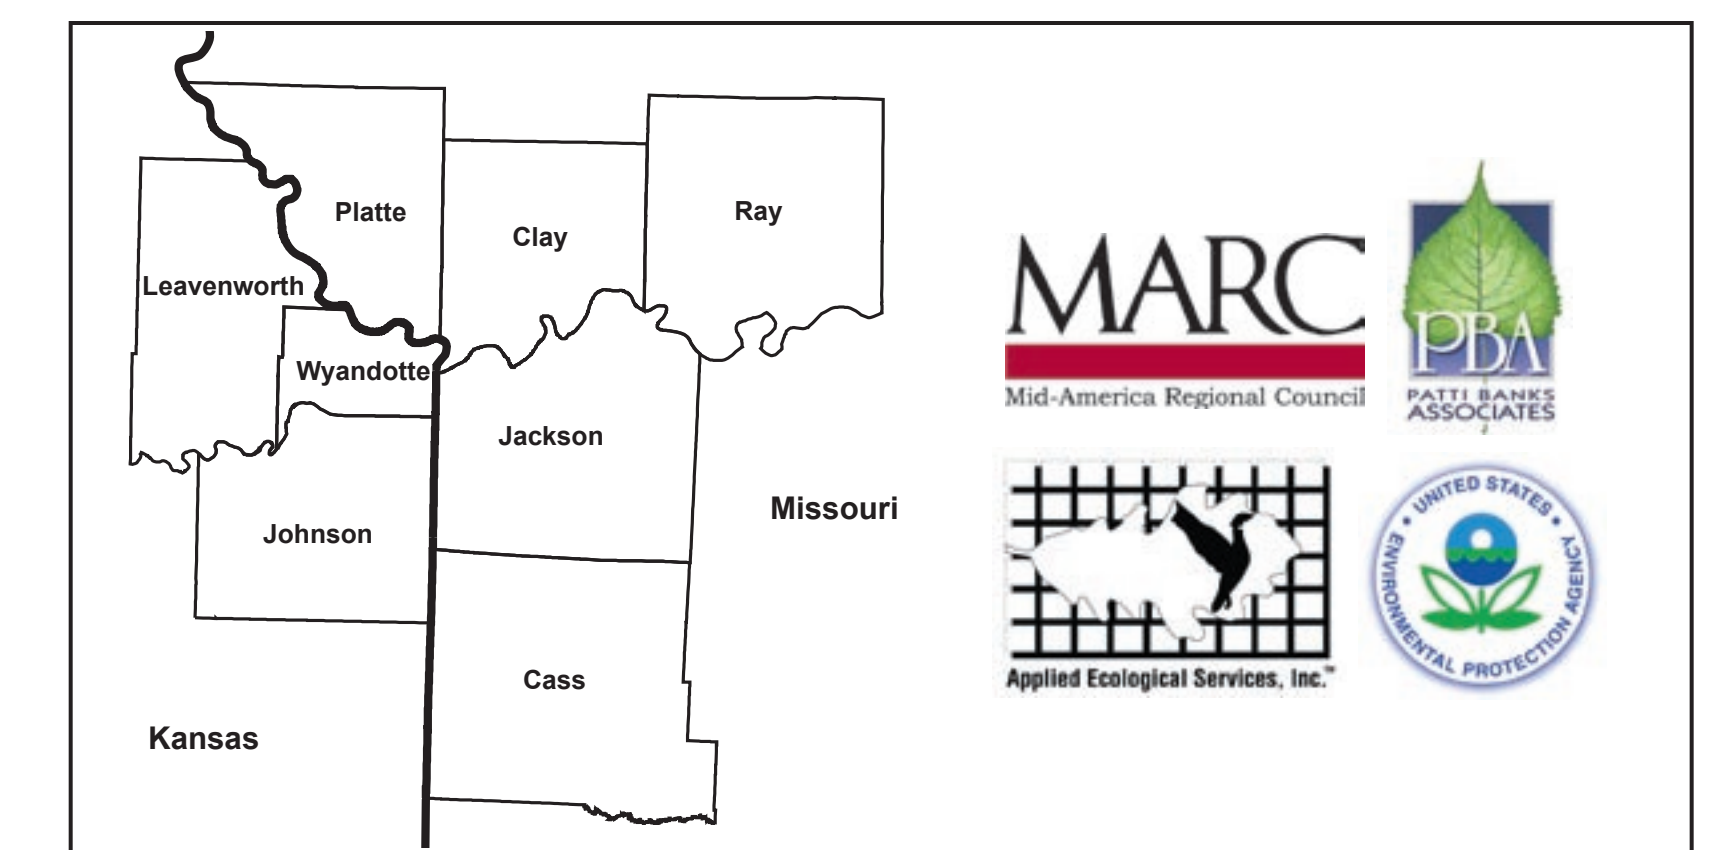 Platte
Clay
Ray
Leavenworth
Wyandotte
Jackson
Johnson
Missouri
Cass
Kansas
MARC
Mid-America Regional Council
PBA
PATTI BANKS
ASSOCIATES
Applied Ecological Services, Inc.™
UNITED STATES
ENVIRONMENTAL PROTECTION AGENCY